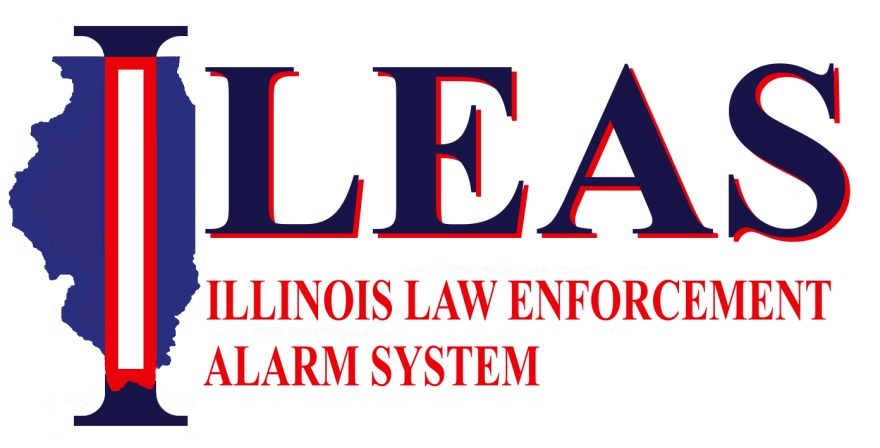 ILEAS
ILLINOIS LAW ENFORCEMENT
ALARM SYSTEM